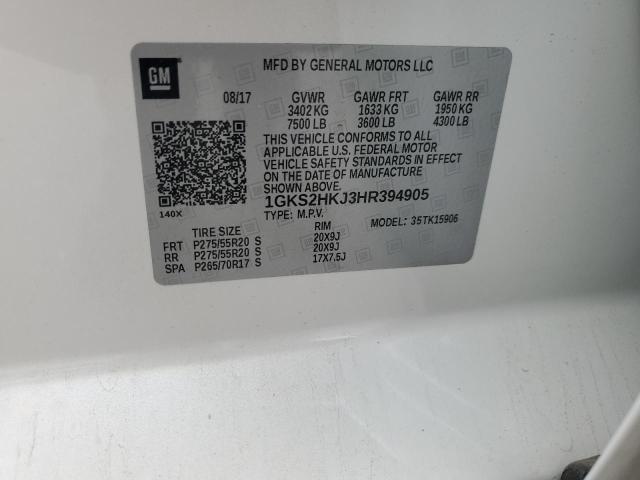 GM
MFD BY GENERAL MOTORS LLC
08/17 GVWR GAWR FRT GAWR RR
3402 KG 1633 KG 1950 KG
7500 LB 3600 LB 4300 LB
THIS VEHICLE CONFORMS TO ALL
APPLICABLE U.S. FEDERAL MOTOR
VEHICLE SAFETY STANDARDS IN EFFECT
ON THE DATE OF MANUFACTURE
SHOWN ABOVE.
1GKS2HKJ3HR394905
140X
TYPE: M.P.V. MODEL: 35TK15906
TIRE SIZE RIM
FRT P275/55R20 S 20X9J
RR P275/55R20 S 20X9J
SPA P265/70R17 S 17X7.5J